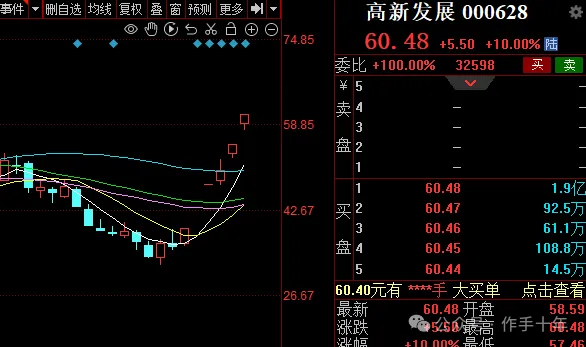 事件 删自选 均线 复权 叠 窗 预测 更多
74.85
58.85
42.67
26.67
高新发展 000628
60.48 +5.50 +10.00% 陆
委比 +100.00% 32598 买 卖
¥ 5 —
卖 4 —
3 —
盘 2 —
1 —
1 60.48 1.9亿
买 2 60.47 92.5万
3 60.46 61.1万
盘 4 60.45 108.8万
5 60.44 14.5万
60.40元有 ****手 大买单 点击查看
最新 60.48 开盘 58.59
涨跌 +5.50 最高 60.48
涨幅 +10.00% 最低 57.46
公众号 · 作手十年